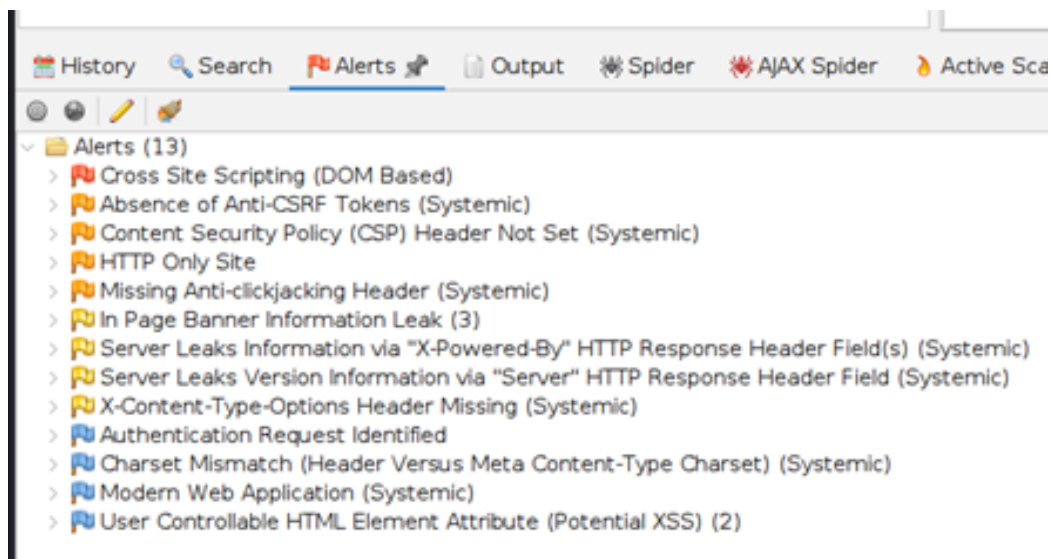 History Search Alerts Output Spider AJAX Spider Active Sca
Alerts (13)
Cross Site Scripting (DOM Based)
Absence of Anti-CSRF Tokens (Systemic)
Content Security Policy (CSP) Header Not Set (Systemic)
HTTP Only Site
Missing Anti-clickjacking Header (Systemic)
In Page Banner Information Leak (3)
Server Leaks Information via "X-Powered-By" HTTP Response Header Field(s) (Systemic)
Server Leaks Version Information via "Server" HTTP Response Header Field (Systemic)
X-Content-Type-Options Header Missing (Systemic)
Authentication Request Identified
Charset Mismatch (Header Versus Meta Content-Type Charset) (Systemic)
Modern Web Application (Systemic)
User Controllable HTML Element Attribute (Potential XSS) (2)